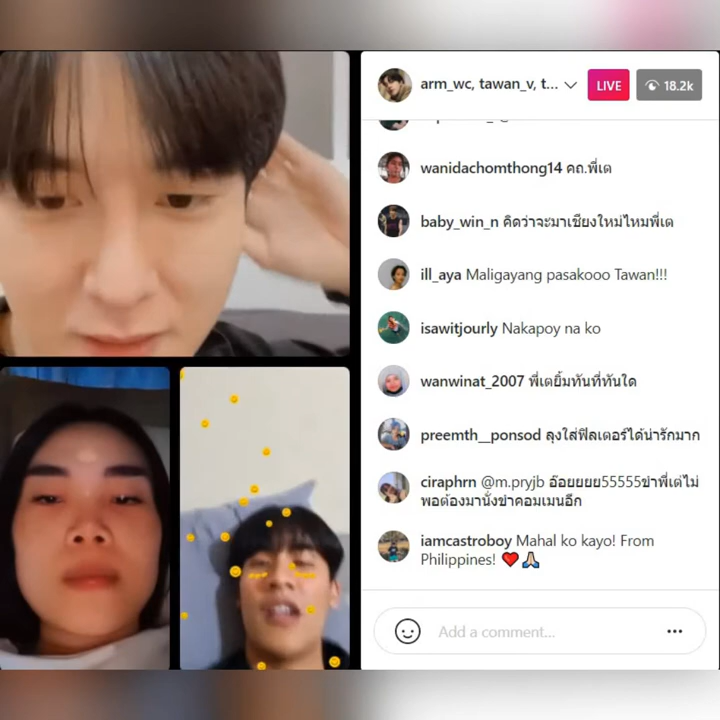 arm_wc, tawan_v, t...
LIVE
18.2k
wanidachomthong14 คถ.พี่เต
baby_win_n คิดว่าจะมาเชียงใหม่ไหมพี่เต
ill_aya Maligayang pasakooo Tawan!!!
isawitjourly Nakapoy na ko
wanwinat_2007 พี่เตยิ้มทันที่ทันใด
preemth__ponsod ลุงใส่ฟิลเตอร์ได้น่ารักมาก
ciraphrn @m.pryjb อ๊อยยยย55555ขำพี่เต้ไม่
พอต้องมานั่งขำคอมเมนอีก
iamcastroboy Mahal ko kayo! From
Philippines! ❤️🙏🏻
Add a comment...